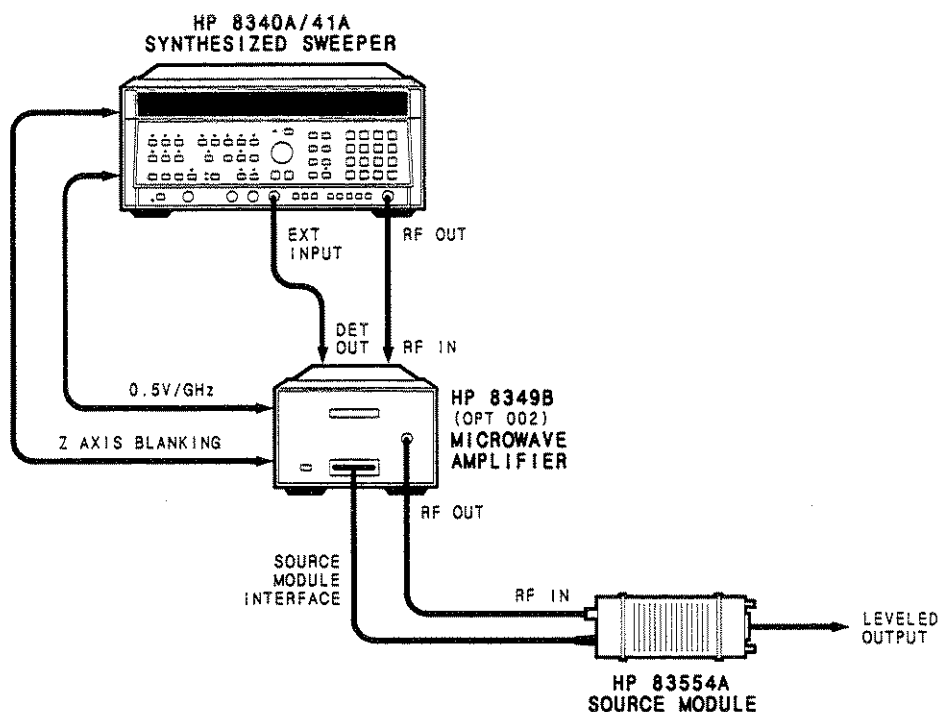 HP 8340A/41A
SYNTHESIZED SWEEPER
EXT
INPUT
RF OUT
DET
OUT
RF IN
0.5V/GHz
Z AXIS BLANKING
HP 8349B
(OPT 002)
MICROWAVE
AMPLIFIER
RF OUT
SOURCE
MODULE
INTERFACE
RF IN
LEVELED
OUTPUT
HP 83554A
SOURCE MODULE